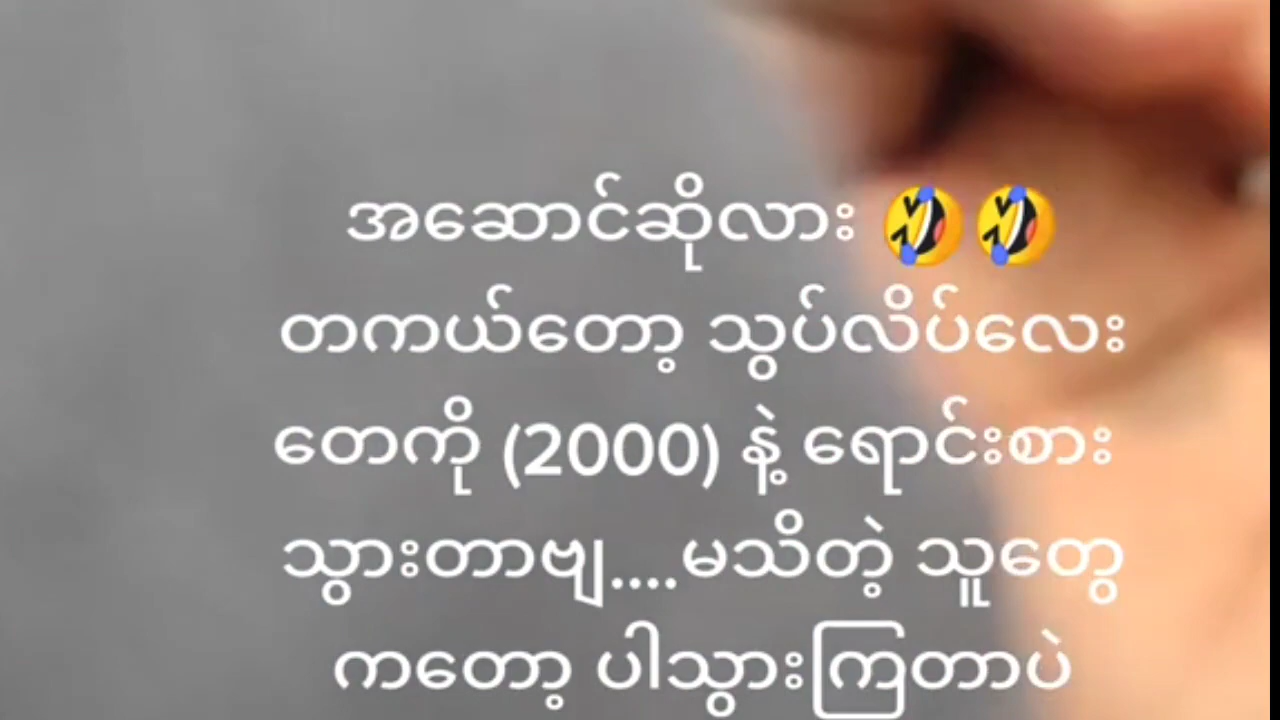 အဆောင်ဆိုလား 🤣🤣
တကယ်တော့ သွပ်လိပ်လေး
တေကို (2000) နဲ့ ရောင်းစား
သွားတာဗျ....မသိတဲ့ သူတွေ
ကတော့ ပါသွားကြတာပဲ